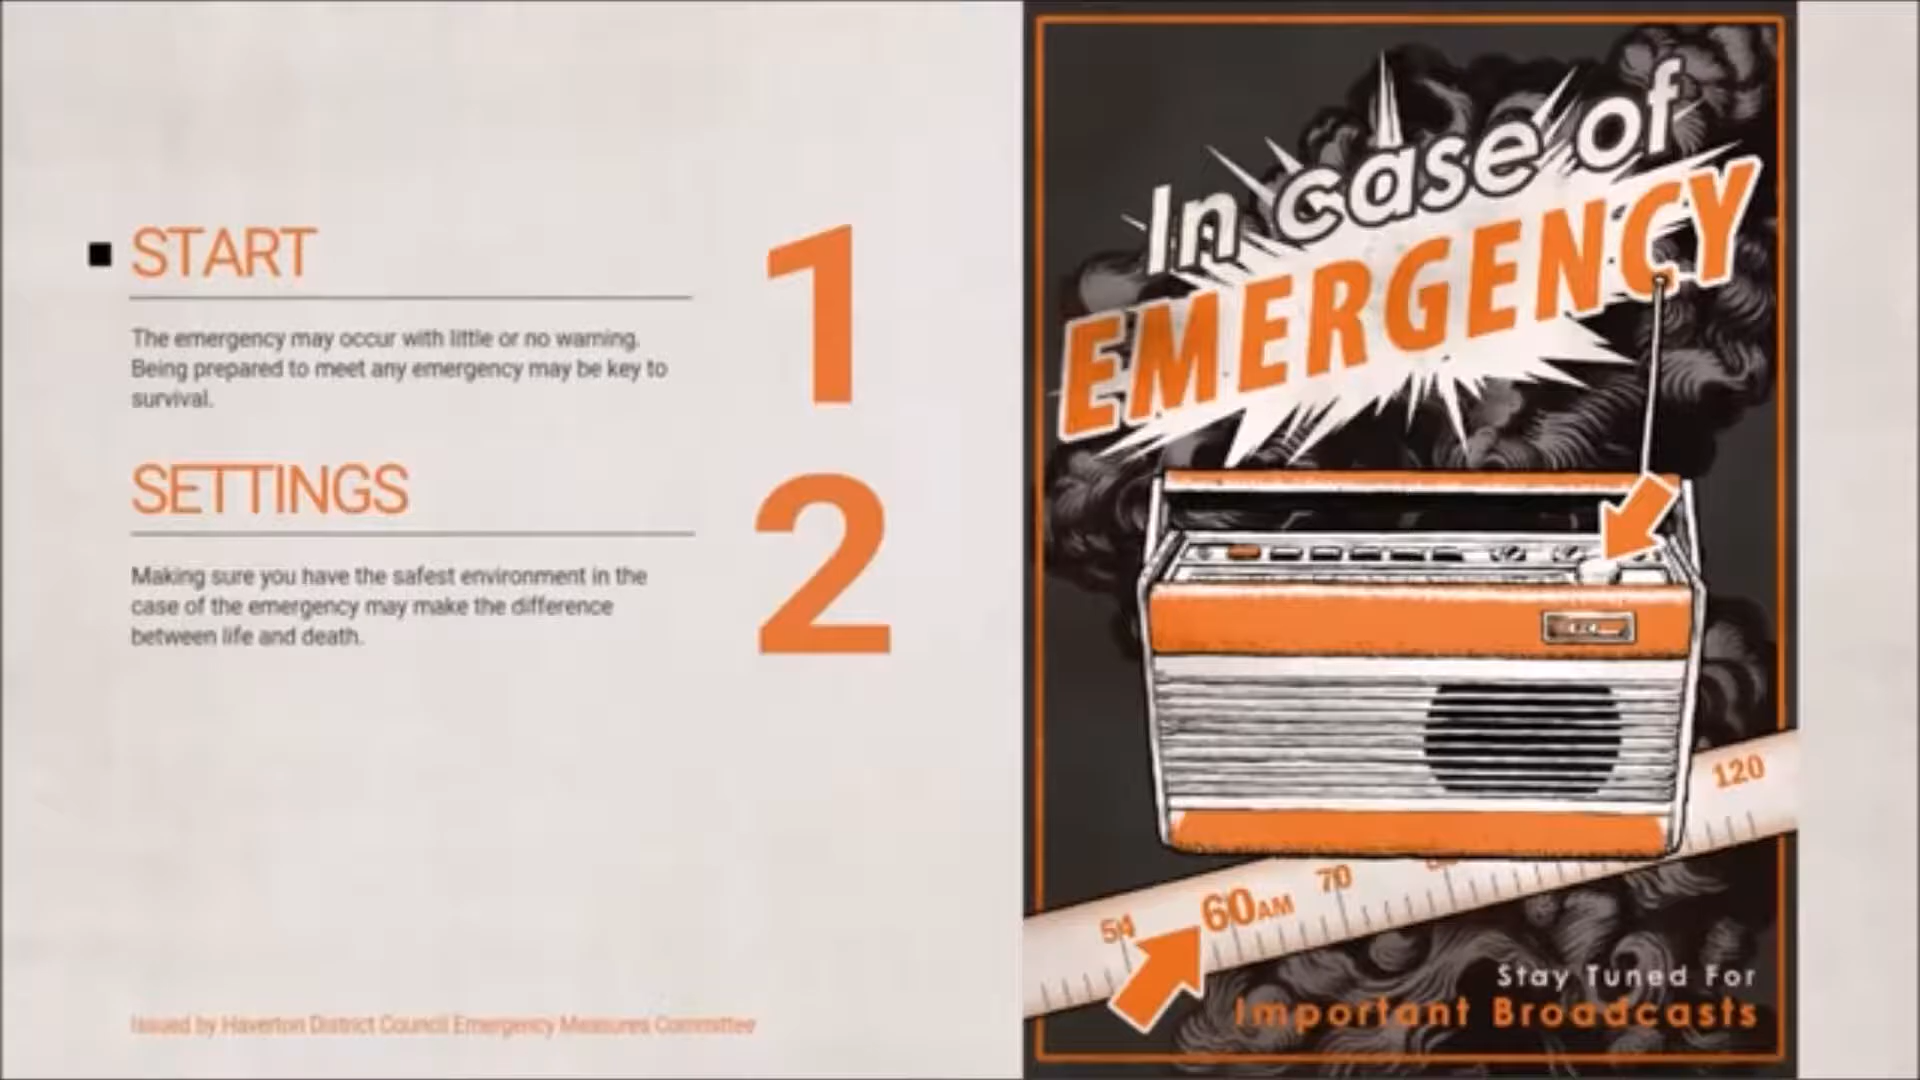 START
1
The emergency may occur with little or no warning.
Being prepared to meet any emergency may be key to
survival.
SETTINGS
2
Making sure you have the safest environment in the
case of the emergency may make the difference
between life and death.
Issued by Haverton District Council Emergency Measures Committee
In case of
EMERGENCY
120
70
60AM
54
Stay Tuned For
Important Broadcasts